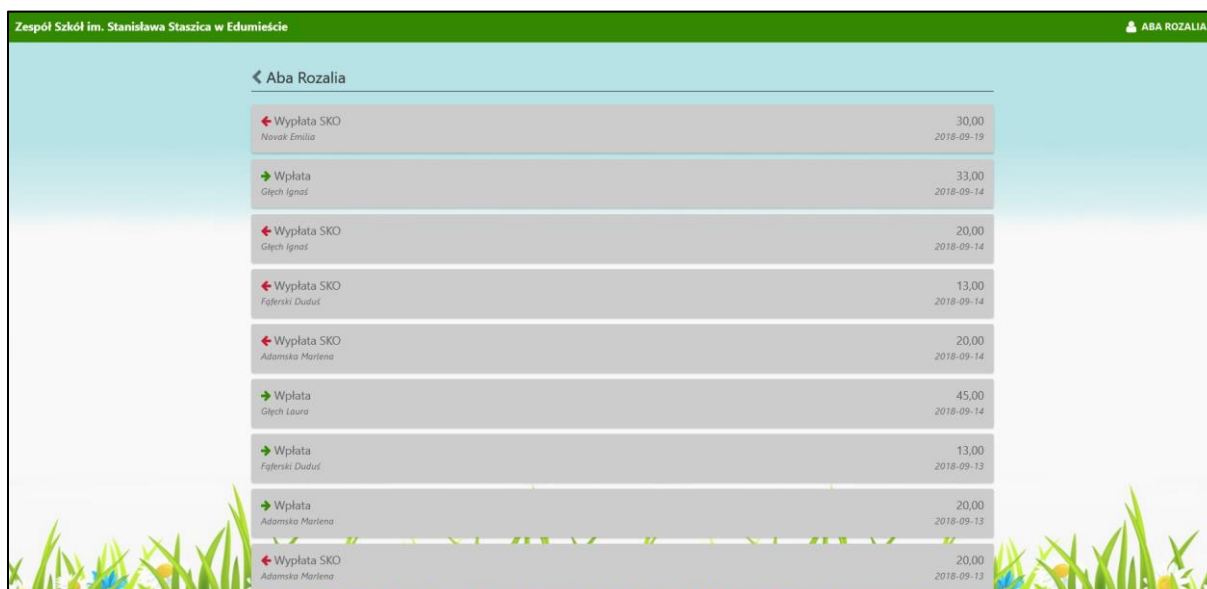 Zespół Szkół im. Stanisława Staszica w Edumieście
ABA ROZALIA
Aba Rozalia
Wypłata SKO 30,00
Novak Emilia 2018-09-19
Wpłata 33,00
Głęch Ignaś 2018-09-14
Wypłata SKO 20,00
Głęch Ignaś 2018-09-14
Wypłata SKO 13,00
Fąferski Duduś 2018-09-14
Wypłata SKO 20,00
Adamska Marlena 2018-09-14
Wpłata 45,00
Głęch Laura 2018-09-14
Wpłata 13,00
Fąferski Duduś 2018-09-13
Wpłata 20,00
Adamska Marlena 2018-09-13
Wypłata SKO 20,00
Adamska Marlena 2018-09-13